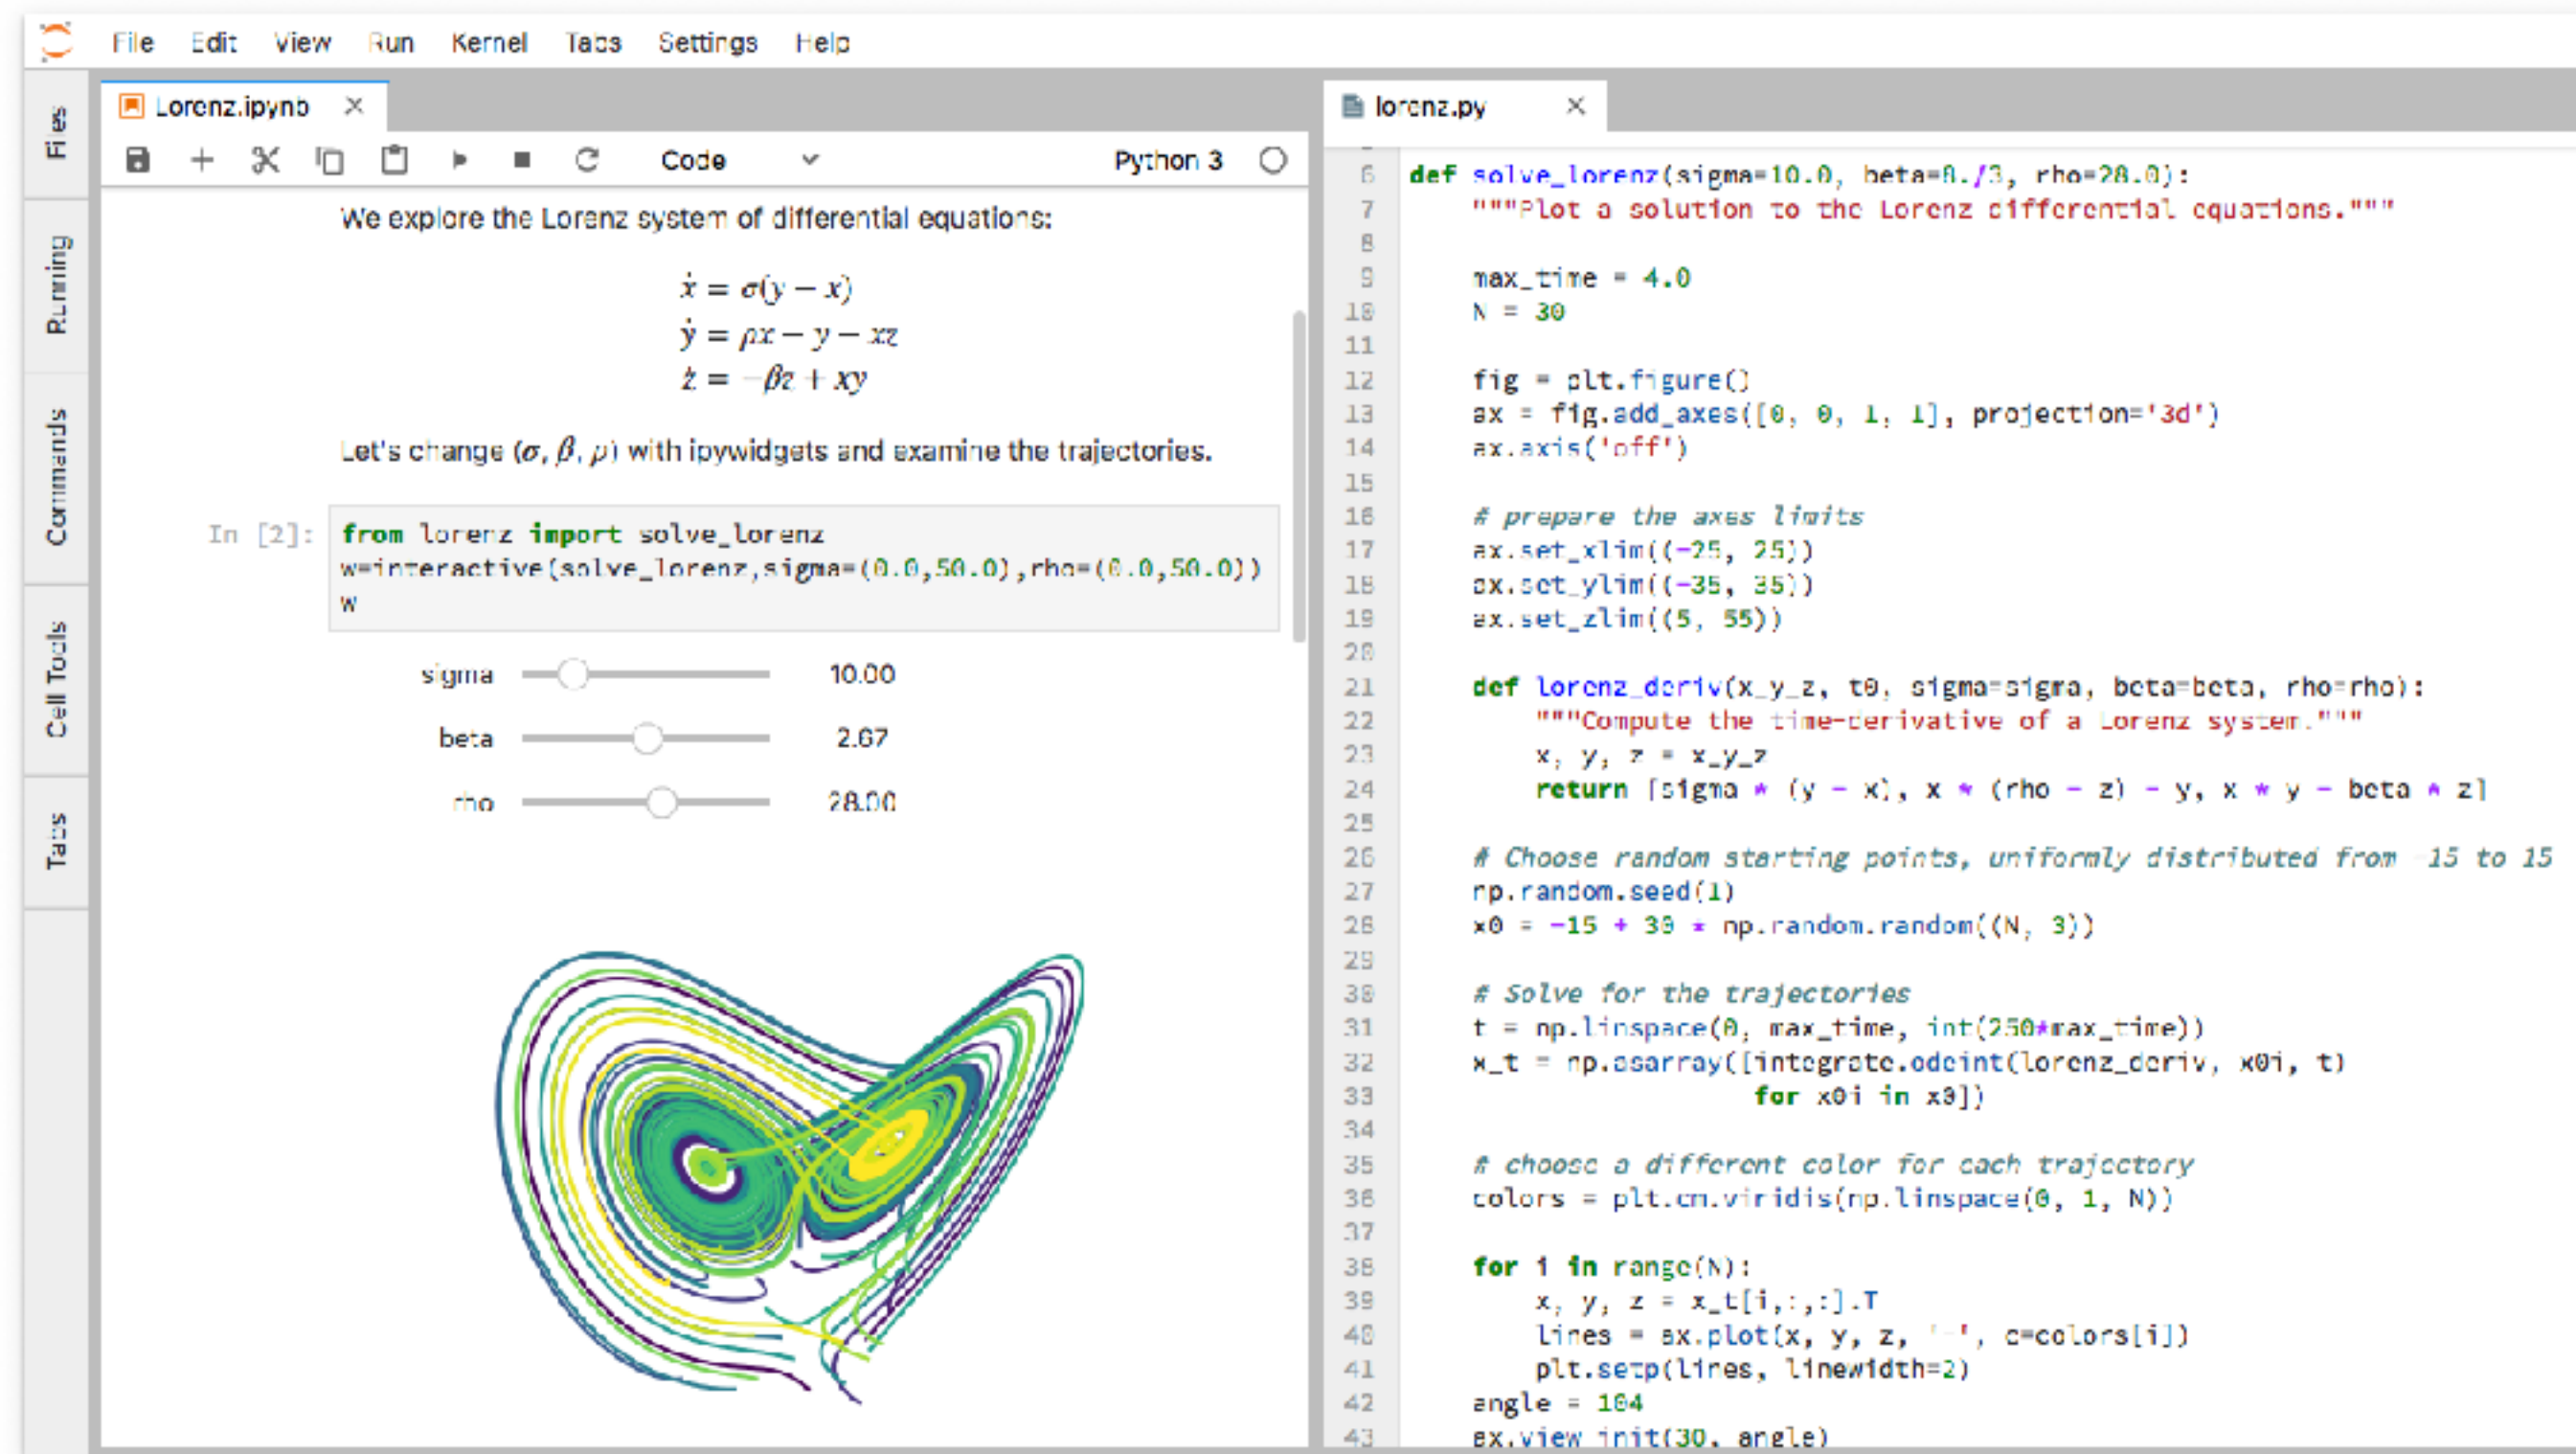 File Edit View Run Kernel Tabs Settings Help
Files
Running
Commands
Cell Tools
Tabs
Lorenz.ipynb
Code
Python 3
We explore the Lorenz system of differential equations:
ẋ = σ(y − x)
ẏ = ρx − y − xz
ż = −βz + xy
Let's change (σ, β, ρ) with ipywidgets and examine the trajectories.
In [2]:
from lorenz import solve_lorenz
w=interactive(solve_lorenz,sigma=(0.0,50.0),rho=(0.0,50.0))
w
sigma 10.00
beta 2.67
rho 28.00
lorenz.py
6 def solve_lorenz(sigma=10.0, beta=8./3, rho=28.0):
7 """Plot a solution to the Lorenz differential equations."""
8
9 max_time = 4.0
10 N = 30
11
12 fig = plt.figure()
13 ax = fig.add_axes([0, 0, 1, 1], projection='3d')
14 ax.axis('off')
15
16 # prepare the axes limits
17 ax.set_xlim((-25, 25))
18 ax.set_ylim((-35, 35))
19 ax.set_zlim((5, 55))
20
21 def lorenz_deriv(x_y_z, t0, sigma=sigma, beta=beta, rho=rho):
22 """Compute the time-derivative of a Lorenz system."""
23 x, y, z = x_y_z
24 return [sigma * (y - x), x * (rho - z) - y, x * y - beta * z]
25
26 # Choose random starting points, uniformly distributed from -15 to 15
27 np.random.seed(1)
28 x0 = -15 + 30 * np.random.random((N, 3))
29
30 # Solve for the trajectories
31 t = np.linspace(0, max_time, int(250*max_time))
32 x_t = np.asarray([integrate.odeint(lorenz_deriv, x0i, t)
33 for x0i in x0])
34
35 # choose a different color for each trajectory
36 colors = plt.cm.viridis(np.linspace(0, 1, N))
37
38 for i in range(N):
39 x, y, z = x_t[i,:,:].T
40 lines = ax.plot(x, y, z, '-', c=colors[i])
41 plt.setp(lines, linewidth=2)
42 angle = 104
43 ax.view_init(30, angle)